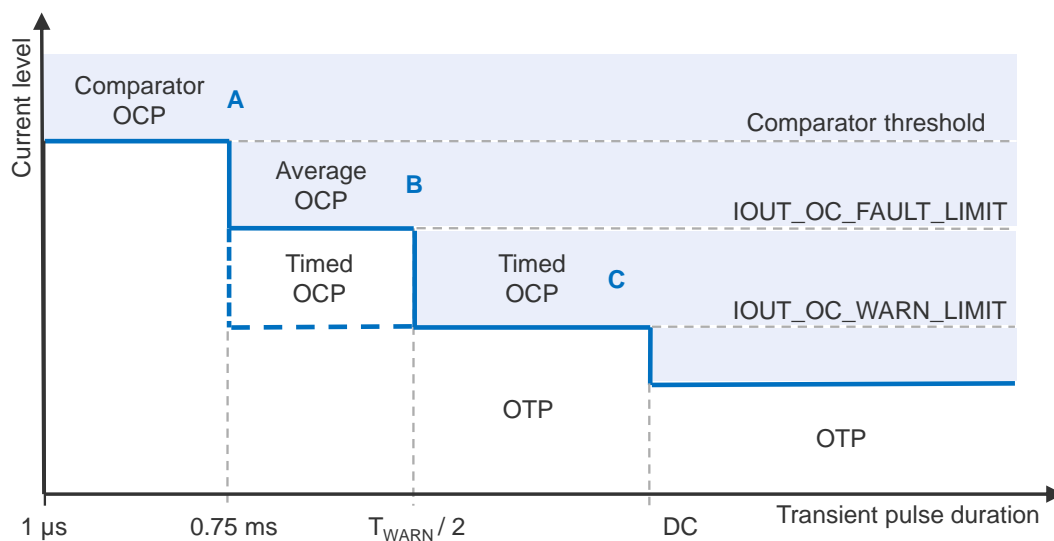 Current level
Comparator
OCP
A
Comparator threshold
Average
OCP
B
IOUT_OC_FAULT_LIMIT
Timed
OCP
Timed
OCP
C
IOUT_OC_WARN_LIMIT
OTP
OTP
1 µs
0.75 ms
TWARN / 2
DC
Transient pulse duration